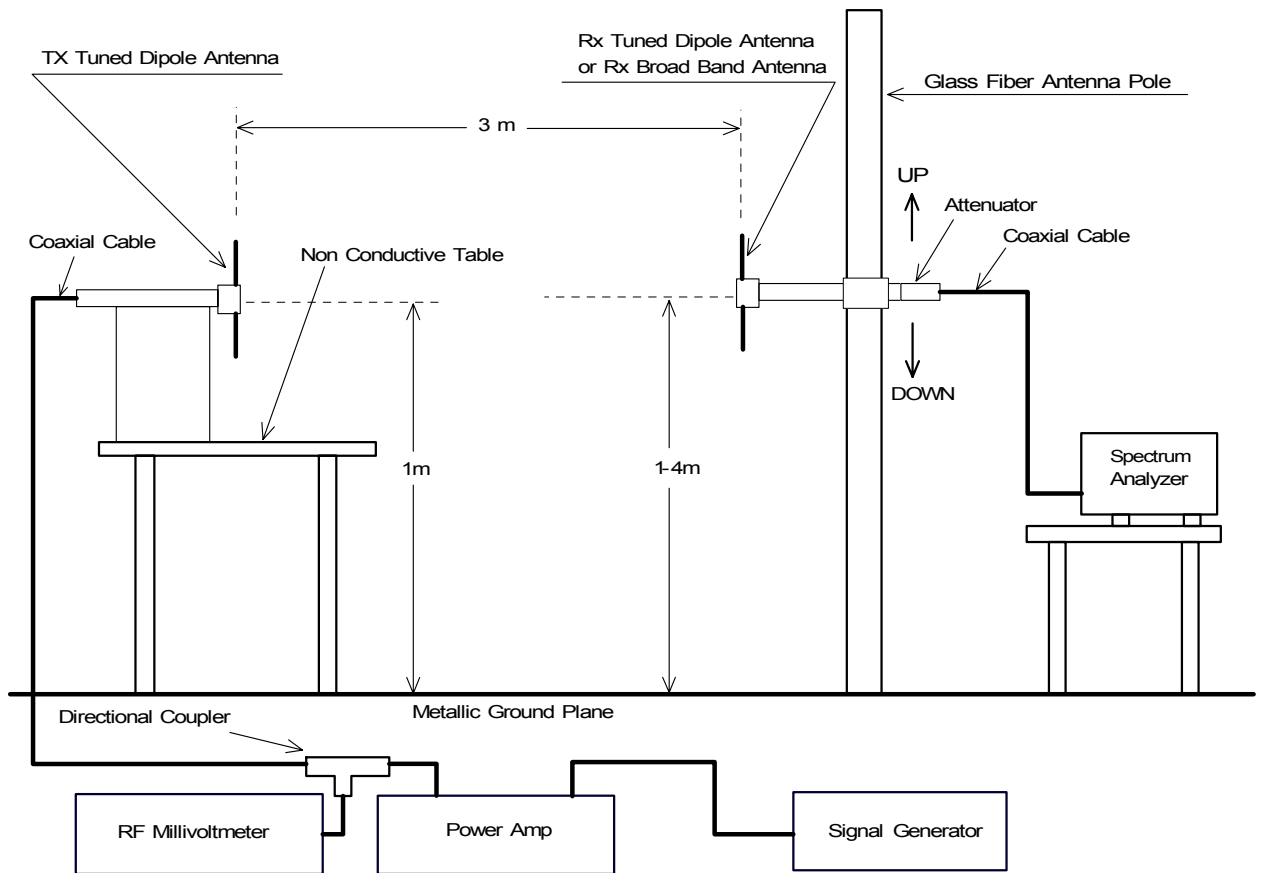 TX Tuned Dipole Antenna
Rx Tuned Dipole Antenna
or Rx Broad Band Antenna
Glass Fiber Antenna Pole
3 m
UP
Attenuator
Coaxial Cable
Coaxial Cable
Non Conductive Table
DOWN
1m
1-4m
Spectrum
Analyzer
Metallic Ground Plane
Directional Coupler
RF Millivoltmeter
Power Amp
Signal Generator